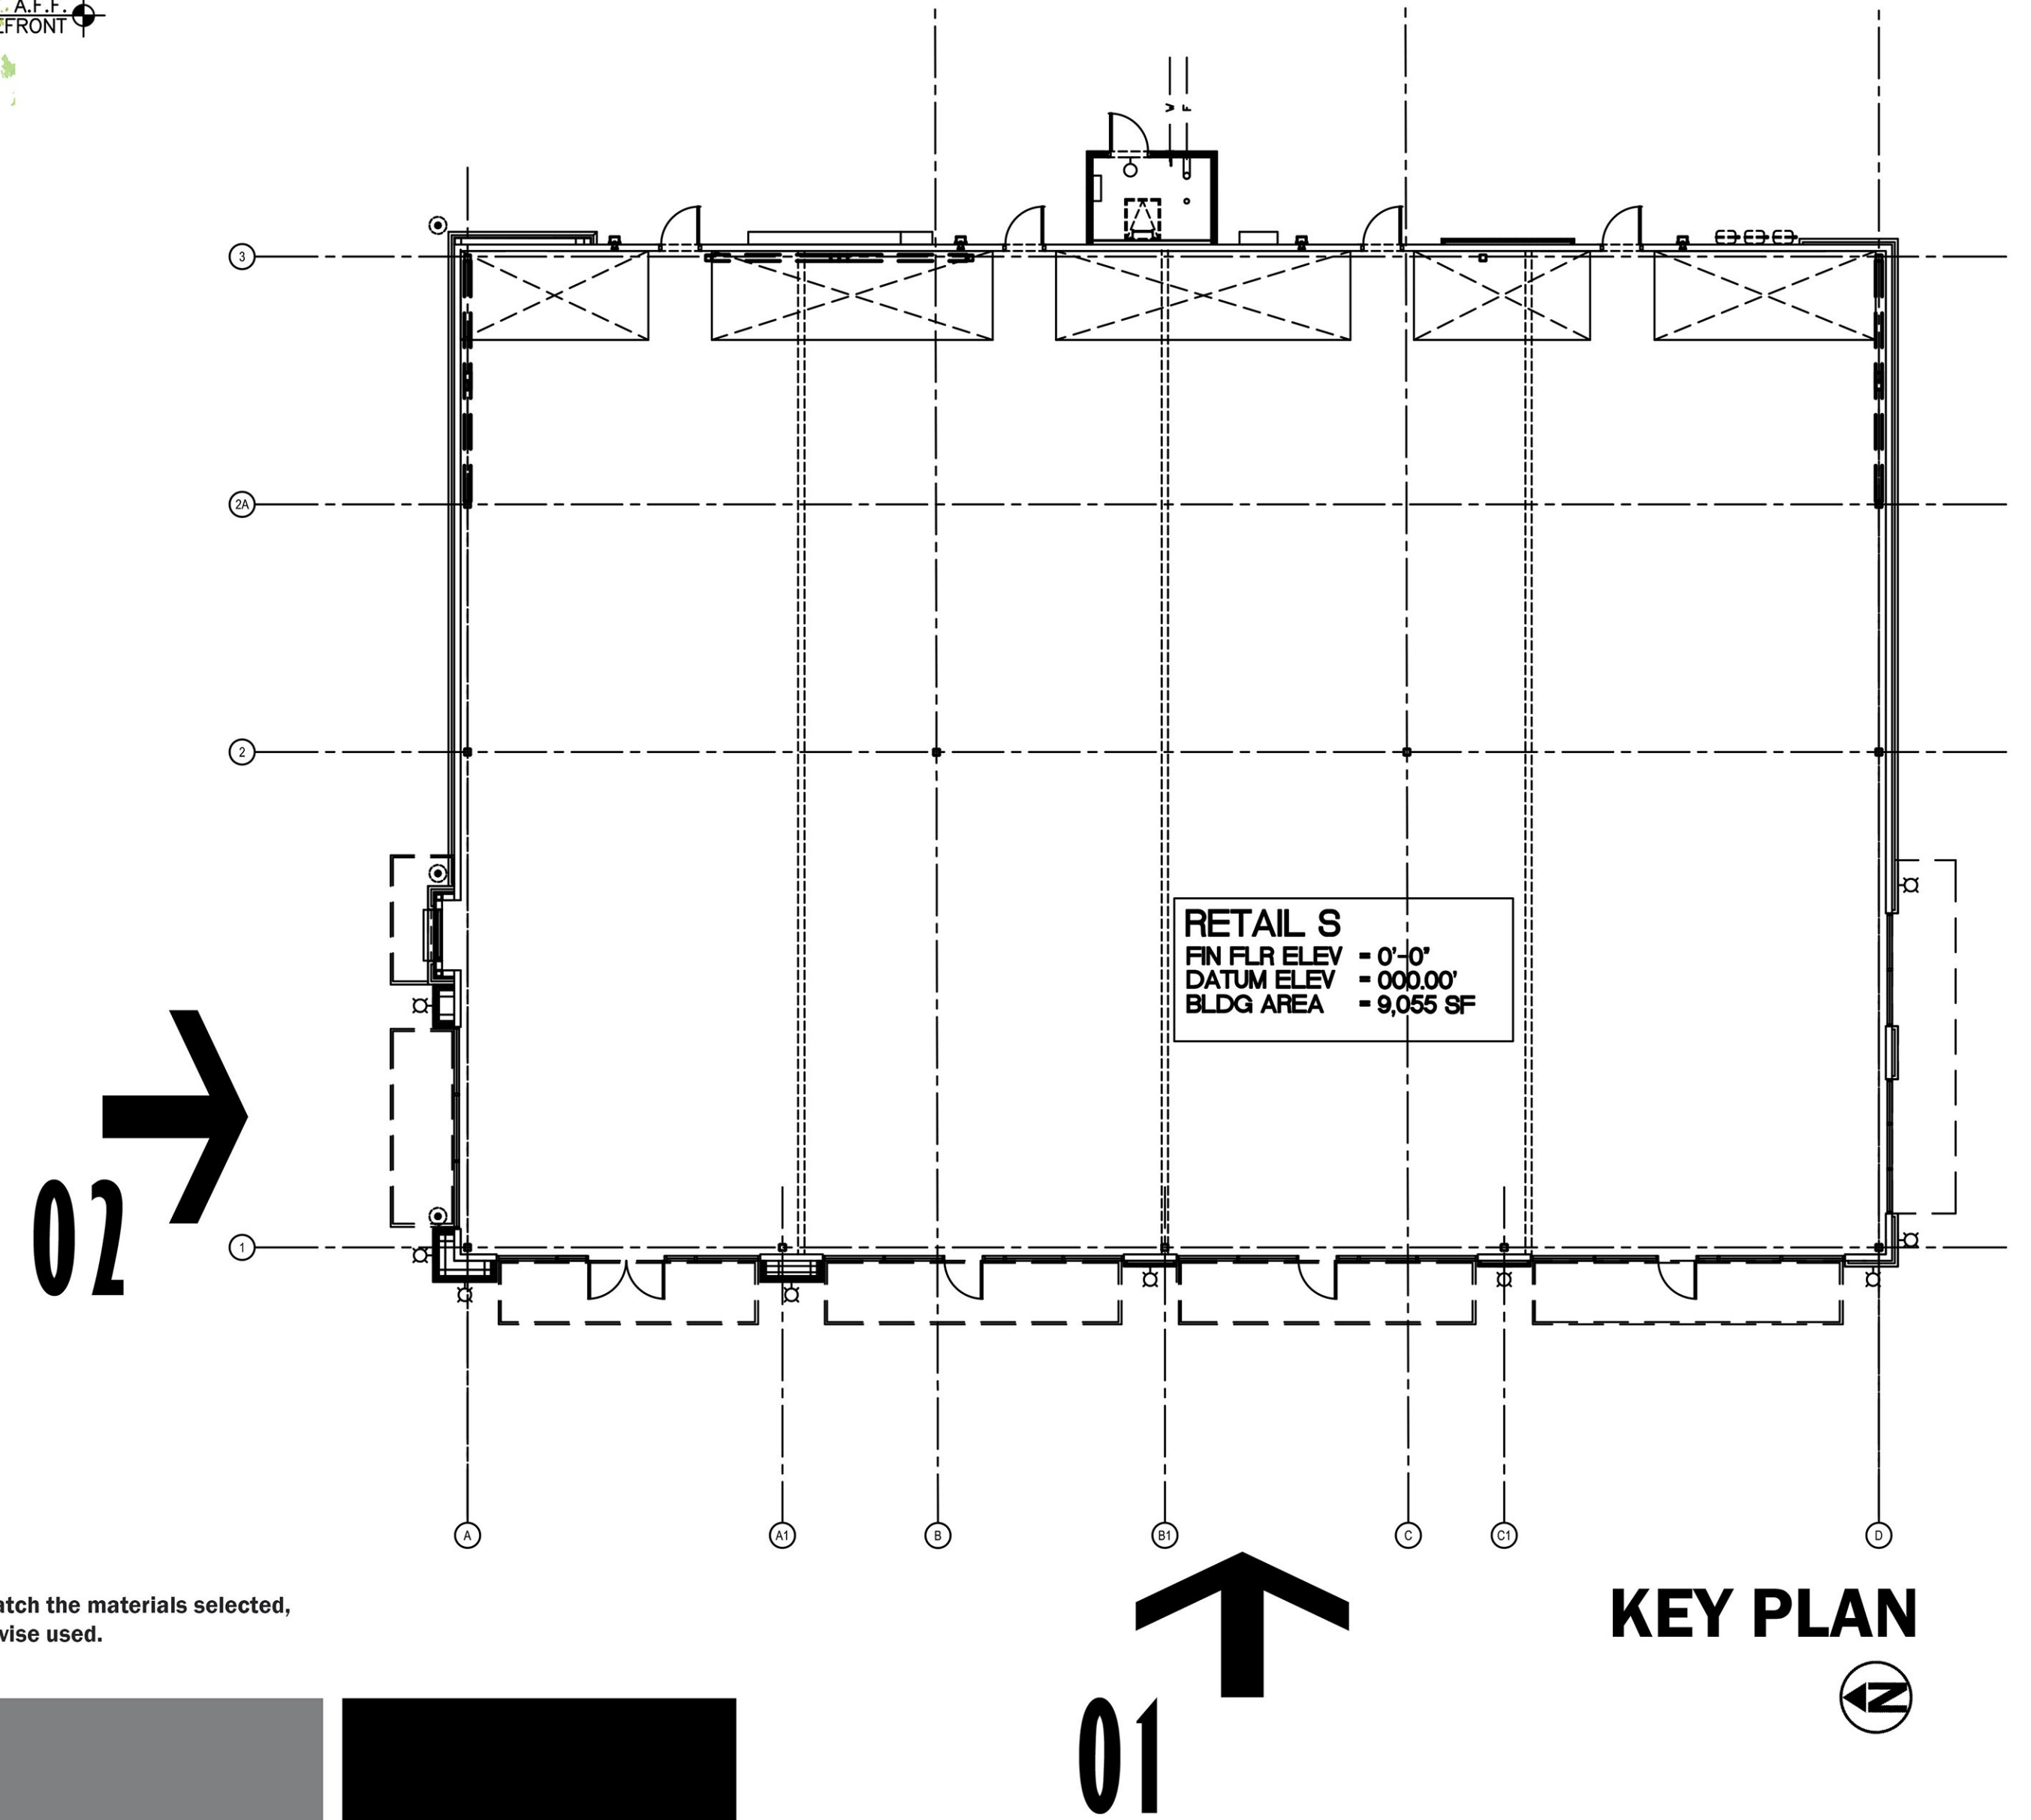 A.F.F.
FRONT
W F
3
2A
2
RETAIL S
FIN FLR ELEV = 0'-0"
DATUM ELEV = 000.00'
BLDG AREA = 9,055 SF
02
1
A A1 B B1 C C1 D
atch the materials selected,
wise used.
KEY PLAN
N
01